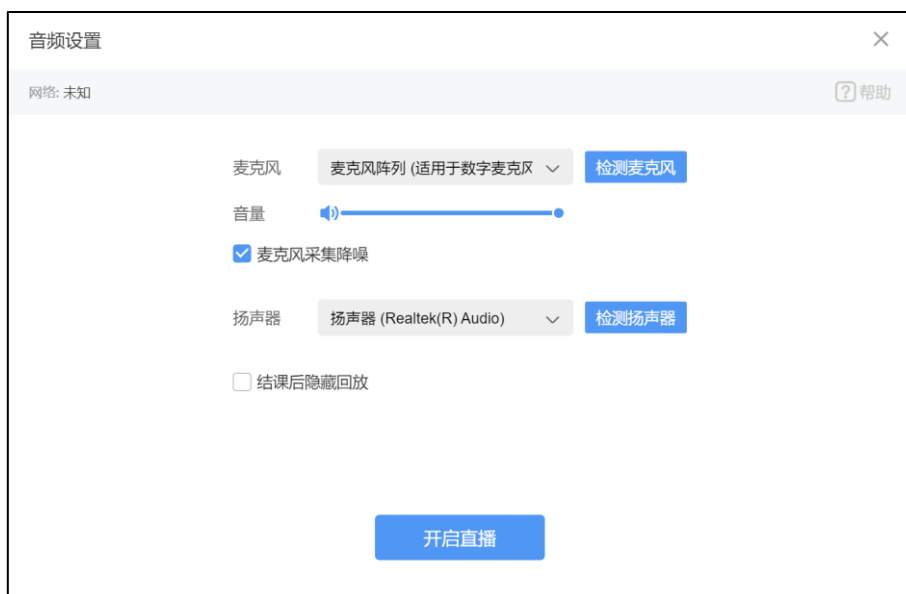 音频设置
网络: 未知
帮助
麦克风 麦克风阵列 (适用于数字麦克风 检测麦克风
音量
麦克风采集降噪
扬声器 扬声器 (Realtek(R) Audio) 检测扬声器
结课后隐藏回放
开启直播